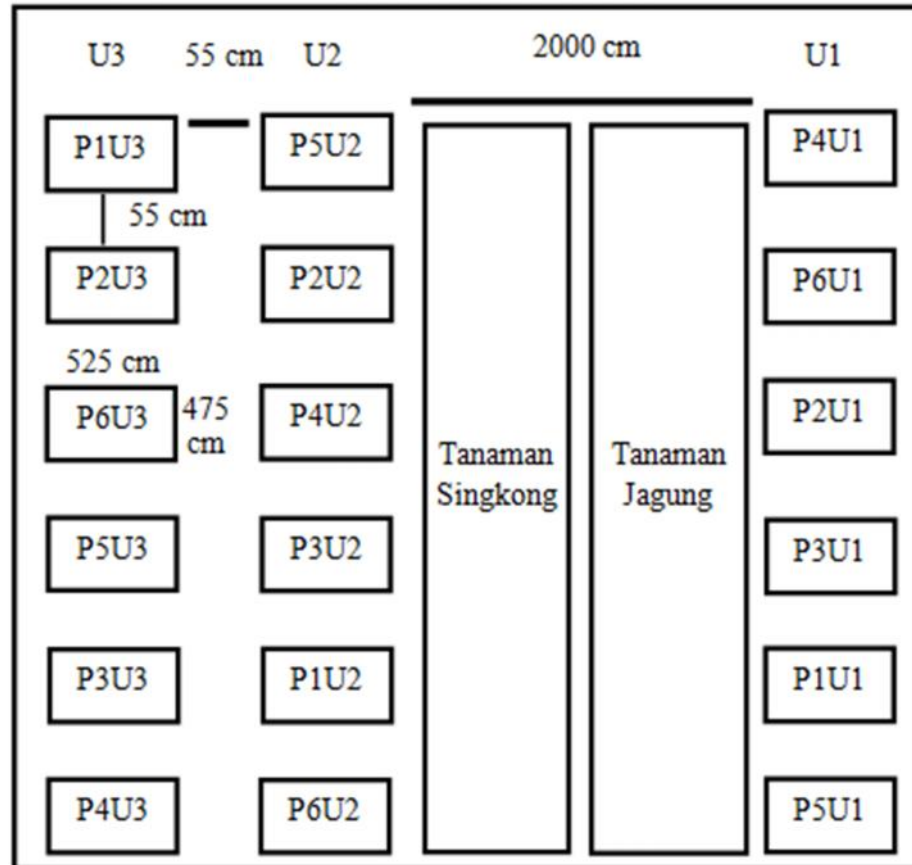 U3 55 cm U2 2000 cm U1
P1U3 P5U2 P4U1
55 cm
P2U3 P2U2 P6U1
525 cm
P6U3 475 cm P4U2 P2U1
Tanaman Singkong
Tanaman Jagung
P5U3 P3U2 P3U1
P3U3 P1U2 P1U1
P4U3 P6U2 P5U1